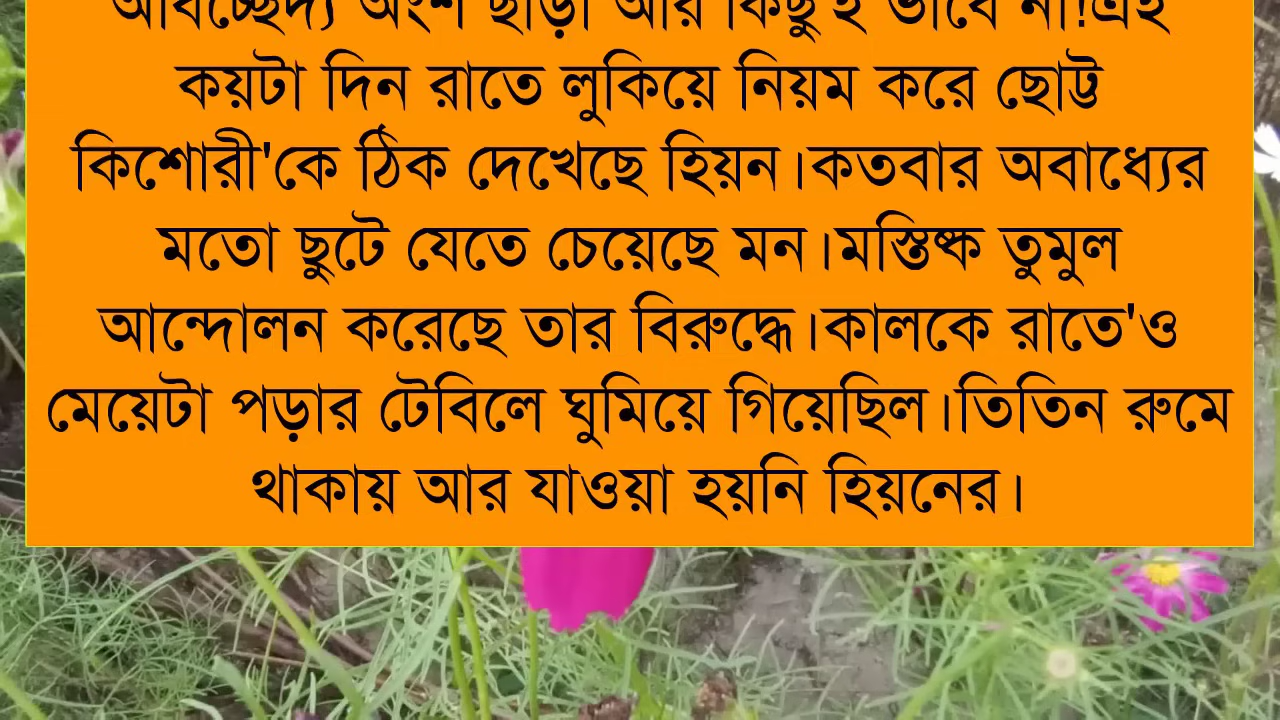 অবিচ্ছেদ্য অংশ ছাড়া আর কিছু'ই ভাবে না!এই
কয়টা দিন রাতে লুকিয়ে নিয়ম করে ছোট্ট
কিশোরী'কে ঠিক দেখেছে হিয়ন।কতবার অবাধ্যের
মতো ছুটে যেতে চেয়েছে মন।মস্তিষ্ক তুমুল
আন্দোলন করেছে তার বিরুদ্ধে।কালকে রাতে'ও
মেয়েটা পড়ার টেবিলে ঘুমিয়ে গিয়েছিল।তিতিন রুমে
থাকায় আর যাওয়া হয়নি হিয়নের।